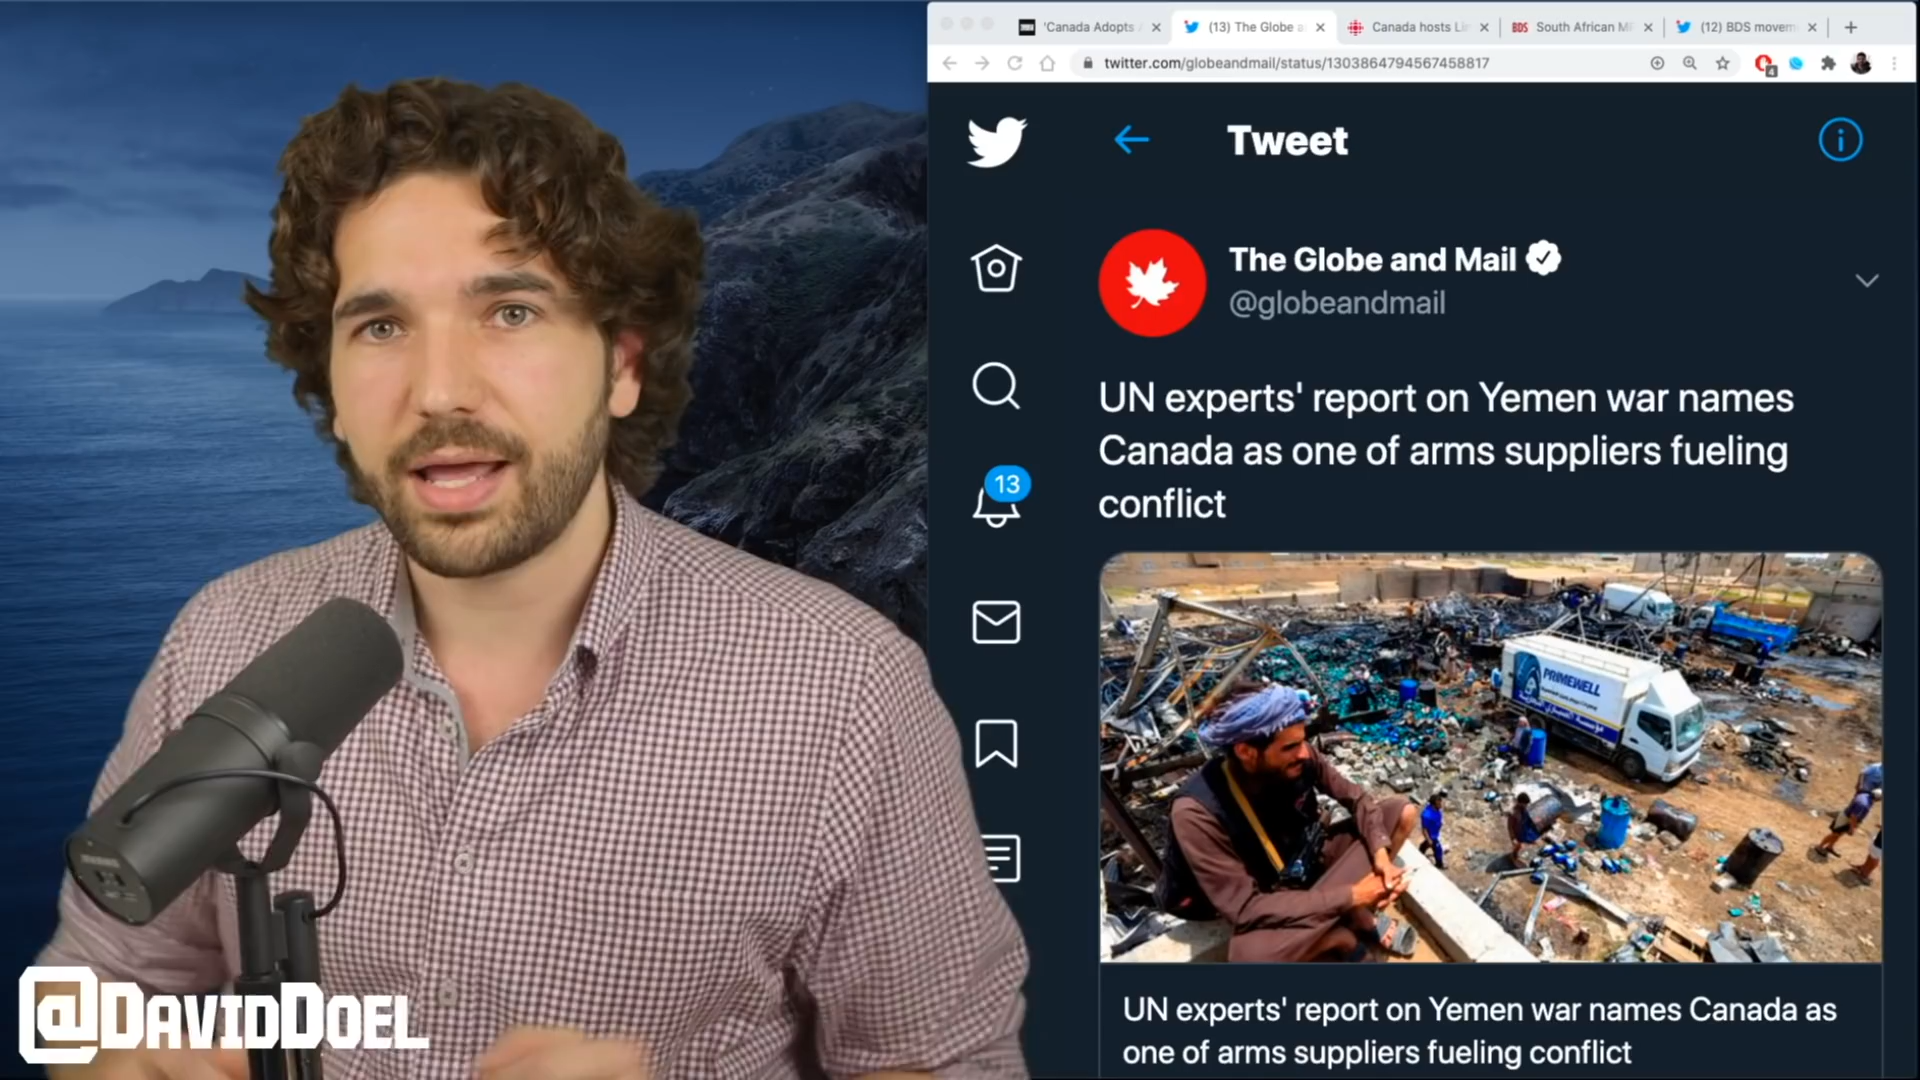 'Canada Adopts
(13) The Globe a
Canada hosts Li
BDS
South African M
(12) BDS movem
twitter.com/globeandmail/status/1303864794567458817
4
Tweet
The Globe and Mail
@globeandmail
UN experts' report on Yemen war names
Canada as one of arms suppliers fueling
conflict
13
PRIMEWELL
UN experts' report on Yemen war names Canada as
one of arms suppliers fueling conflict
@DAVIDDOEL